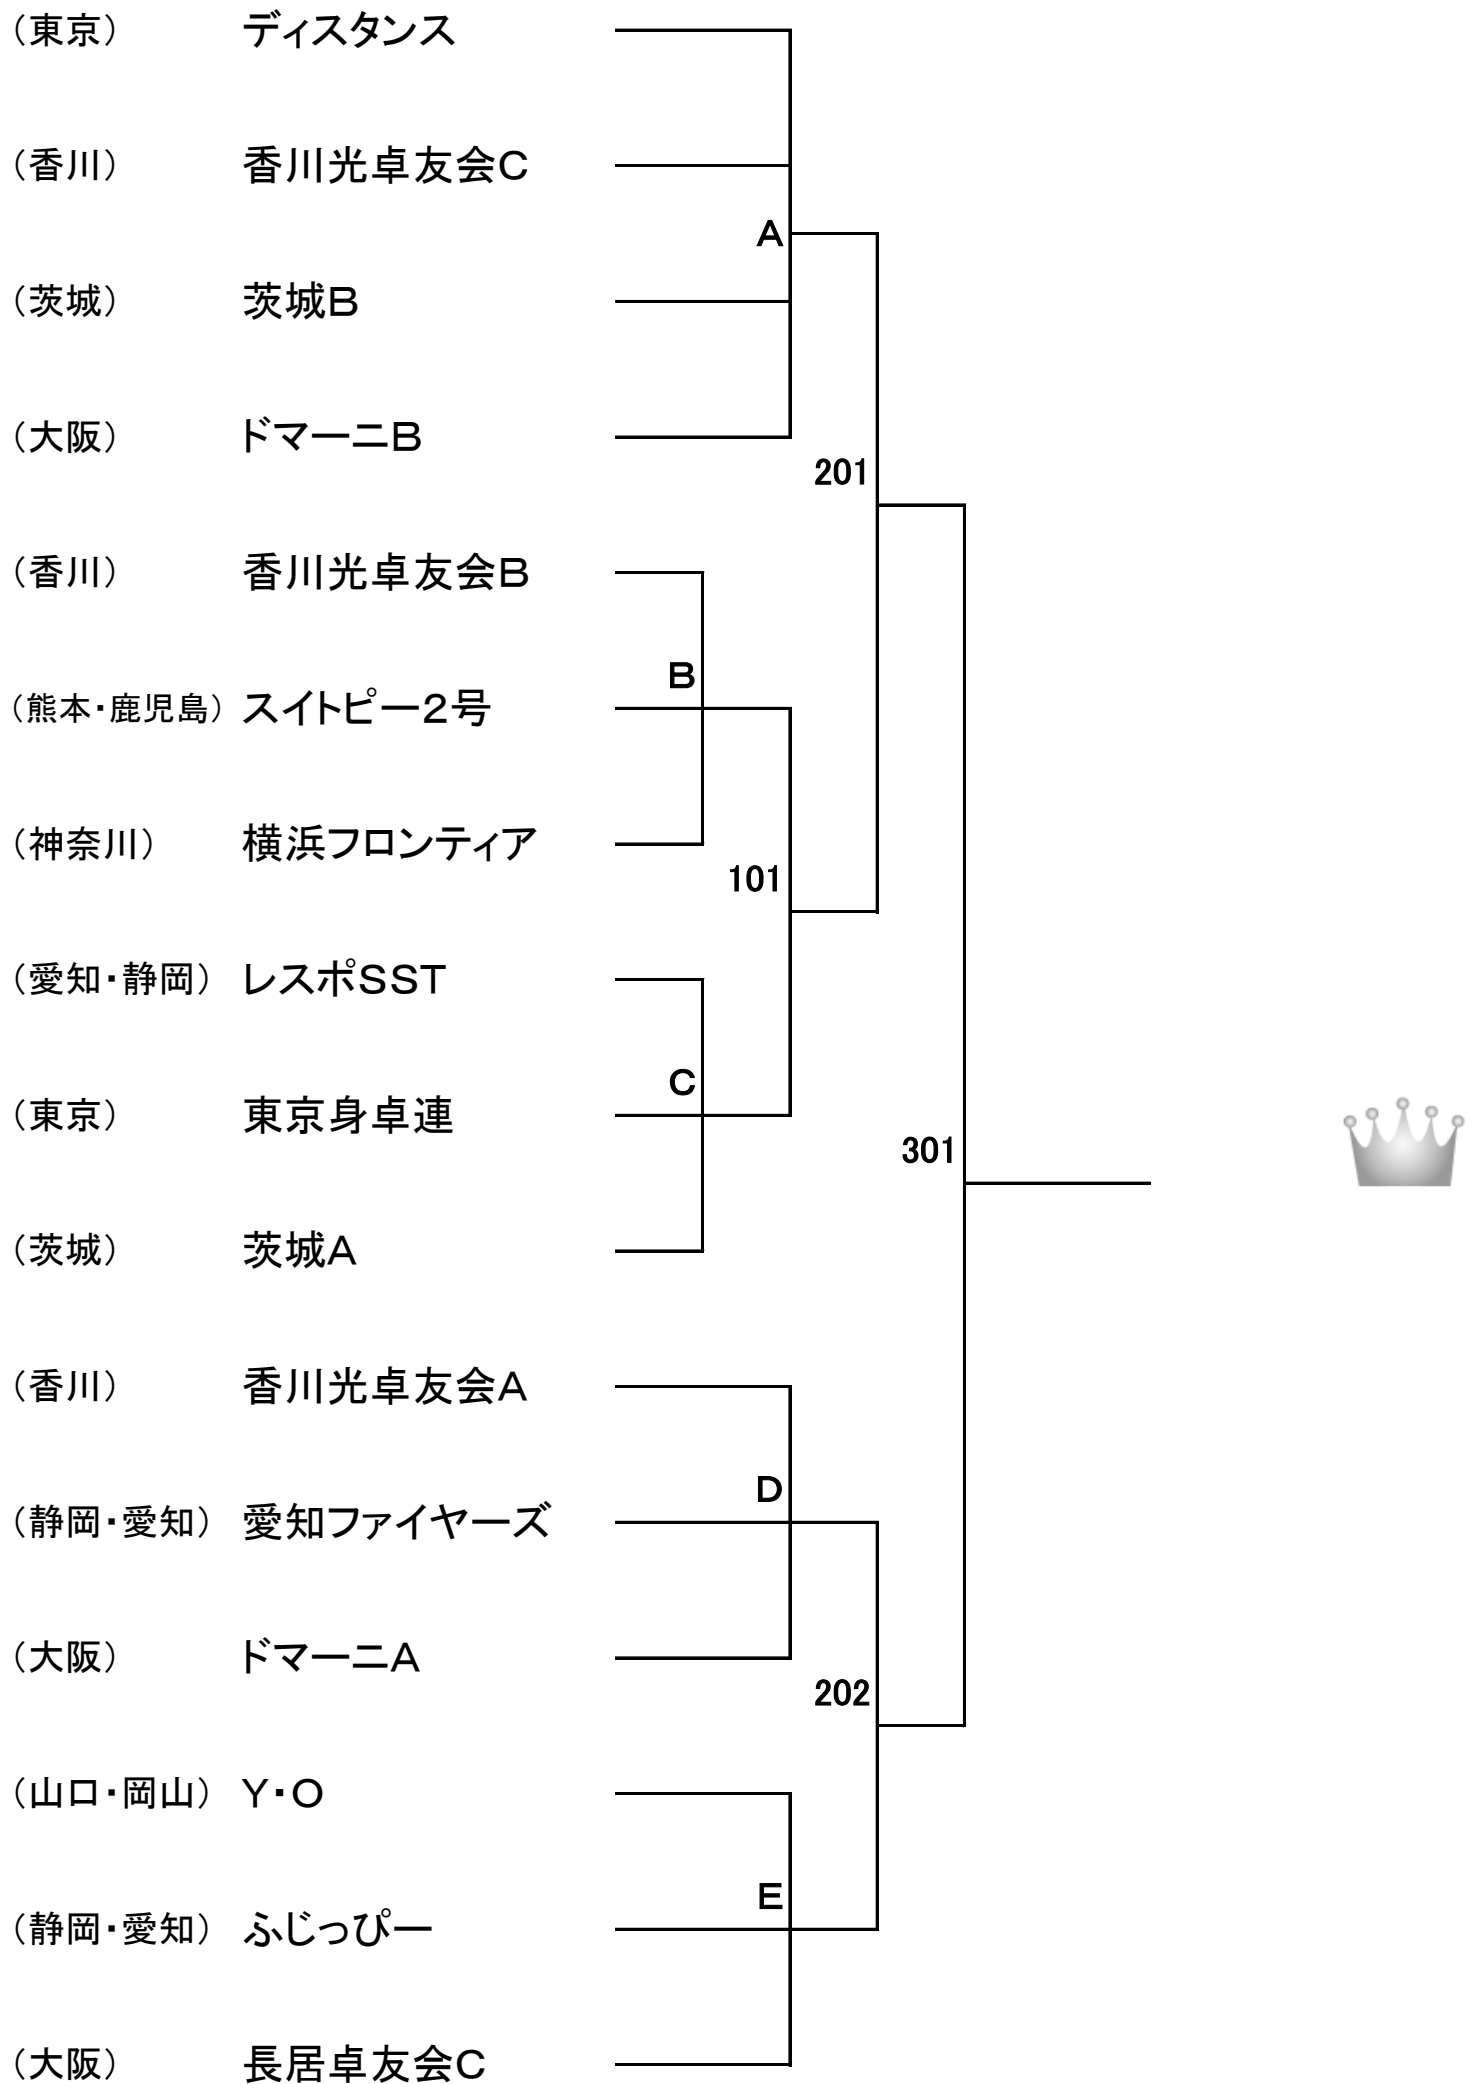 （東京） ディスタンス
（香川） 香川光卓友会C
A
（茨城） 茨城B
（大阪） ドマーニB
201
（香川） 香川光卓友会B
B
（熊本・鹿児島） スイトピー2号
（神奈川） 横浜フロンティア
101
（愛知・静岡） レスポSST
C
（東京） 東京身卓連
301
（茨城） 茨城A
（香川） 香川光卓友会A
D
（静岡・愛知） 愛知ファイヤーズ
（大阪） ドマーニA
202
（山口・岡山） Y・O
E
（静岡・愛知） ふじっぴー
（大阪） 長居卓友会C